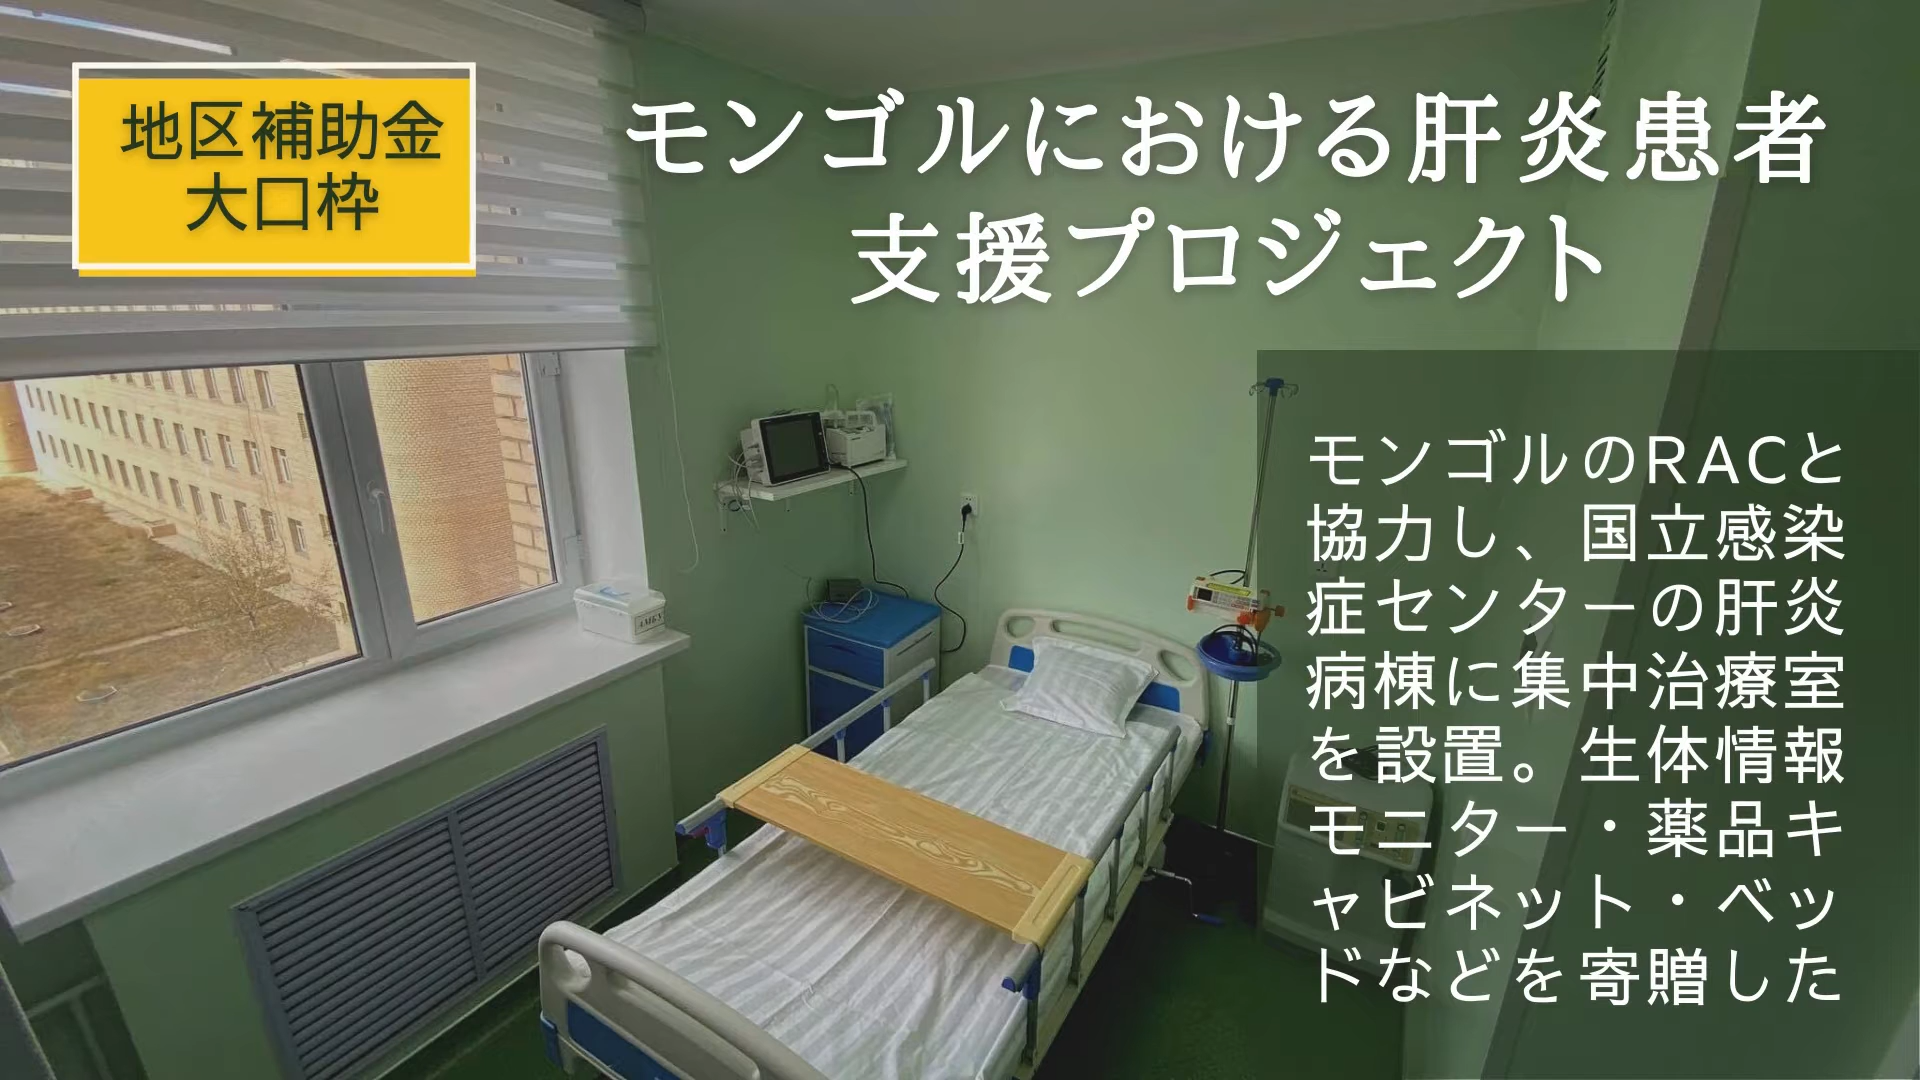 地区補助金
大口枠
モンゴルにおける肝炎患者
支援プロジェクト
モンゴルのRACと
協力し、国立感染
症センターの肝炎
病棟に集中治療室
を設置。生体情報
モニター・薬品キ
ャビネット・ベッ
ドなどを寄贈した